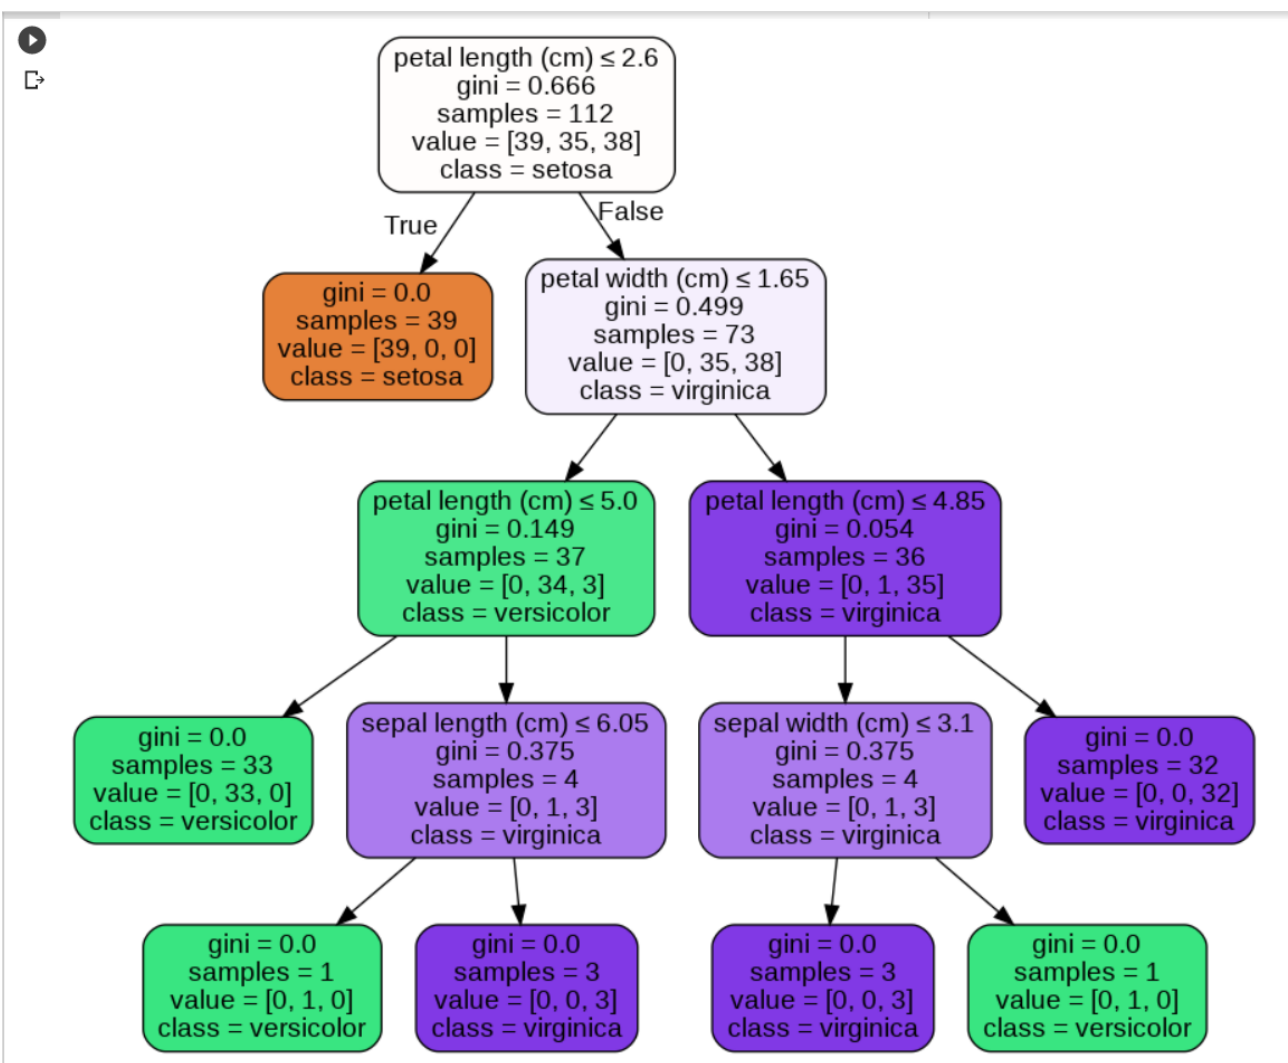 petal length (cm) ≤ 2.6
gini = 0.666
samples = 112
value = [39, 35, 38]
class = setosa
True
False
gini = 0.0
samples = 39
value = [39, 0, 0]
class = setosa
petal width (cm) ≤ 1.65
gini = 0.499
samples = 73
value = [0, 35, 38]
class = virginica
petal length (cm) ≤ 5.0
gini = 0.149
samples = 37
value = [0, 34, 3]
class = versicolor
petal length (cm) ≤ 4.85
gini = 0.054
samples = 36
value = [0, 1, 35]
class = virginica
gini = 0.0
samples = 33
value = [0, 33, 0]
class = versicolor
sepal length (cm) ≤ 6.05
gini = 0.375
samples = 4
value = [0, 1, 3]
class = virginica
sepal width (cm) ≤ 3.1
gini = 0.375
samples = 4
value = [0, 1, 3]
class = virginica
gini = 0.0
samples = 32
value = [0, 0, 32]
class = virginica
gini = 0.0
samples = 1
value = [0, 1, 0]
class = versicolor
gini = 0.0
samples = 3
value = [0, 0, 3]
class = virginica
gini = 0.0
samples = 3
value = [0, 0, 3]
class = virginica
gini = 0.0
samples = 1
value = [0, 1, 0]
class = versicolor